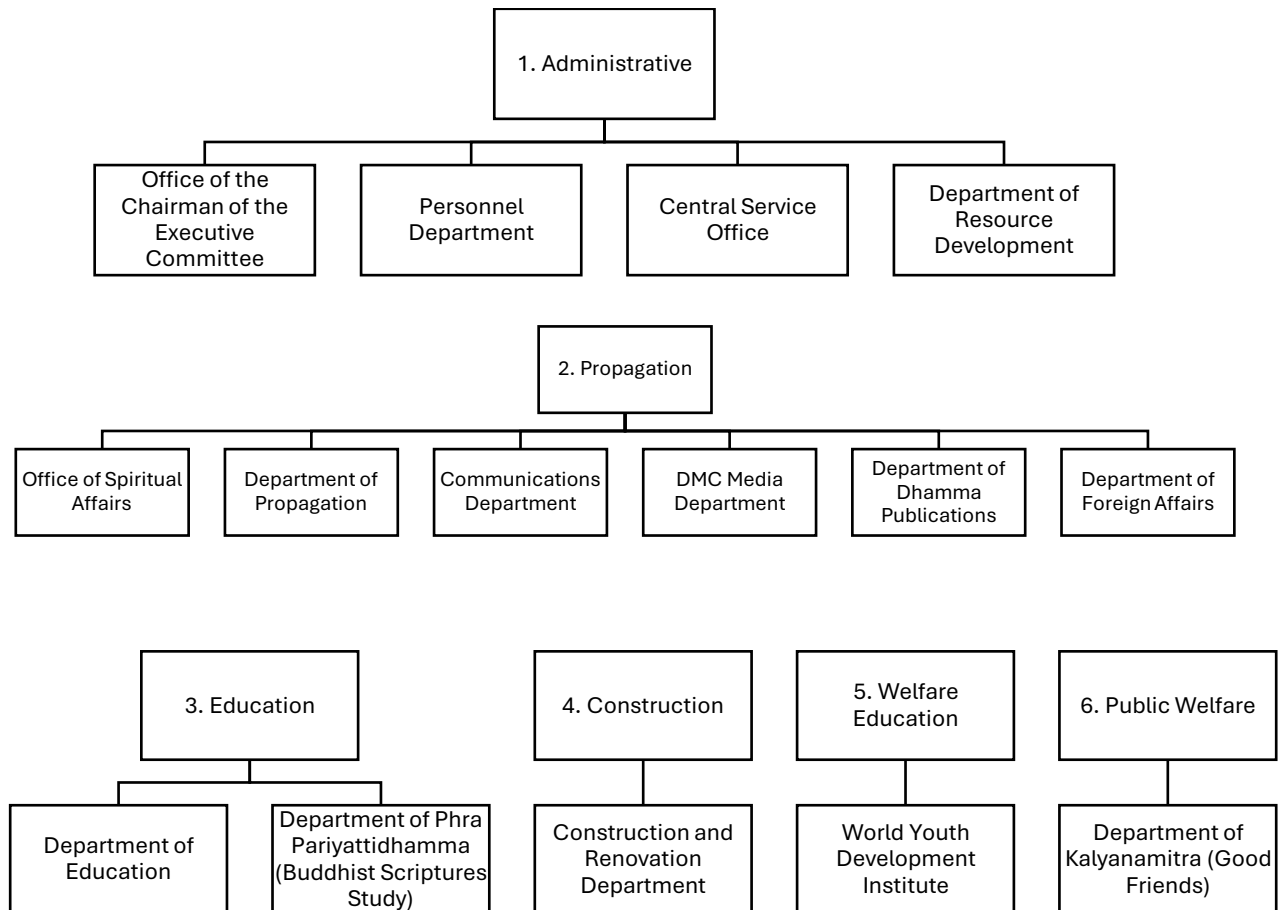 1. Administrative
Office of the
Chairman of the
Executive
Committee
Personnel
Department
Central Service
Office
Department of
Resource
Development
2. Propagation
Office of Spiritual
Affairs
Department of
Propagation
Communications
Department
DMC Media
Department
Department of
Dhamma
Publications
Department of
Foreign Affairs
3. Education
Department of
Education
Department of Phra
Pariyattidhamma
(Buddhist Scriptures
Study)
4. Construction
Construction and
Renovation
Department
5. Welfare
Education
World Youth
Development
Institute
6. Public Welfare
Department of
Kalyanamitra (Good
Friends)